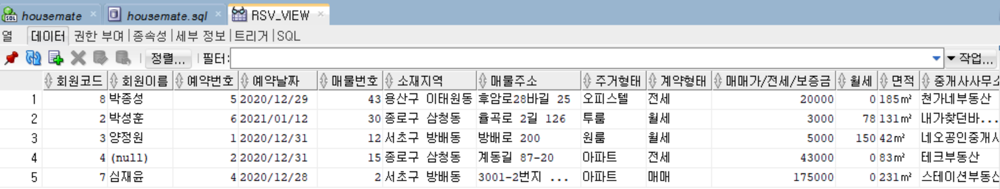 housemate housemate.sql RSV_VIEW
열 데이터 권한 부여 종속성 세부 정보 트리거 SQL
정렬... 필터: 작업...
회원코드 회원이름 예약번호 예약날짜 매물번호 소재지역 매물주소 주거형태 계약형태 매매가/전세/보증금 월세 면적 중개사사무소
1 8 박종성 5 2020/12/29 43 용산구 이태원동 후암로28바길 25 오피스텔 전세 20000 0 185㎡ 천가네부동산
2 2 박성훈 6 2021/01/12 30 종로구 삼청동 율곡로 2길 126 투룸 월세 3000 78 131㎡ 내가찾던바...
3 3 양정원 1 2020/12/31 12 서초구 방배동 방배로 200 원룸 월세 5000 150 42㎡ 네오공인중개사
4 4 (null) 2 2020/12/31 15 종로구 삼청동 계동길 87-20 아파트 전세 43000 0 83㎡ 테크부동산
5 7 심재윤 4 2020/12/28 2 서초구 방배동 3001-2번지 ... 아파트 매매 175000 0 231㎡ 스테이션부동산